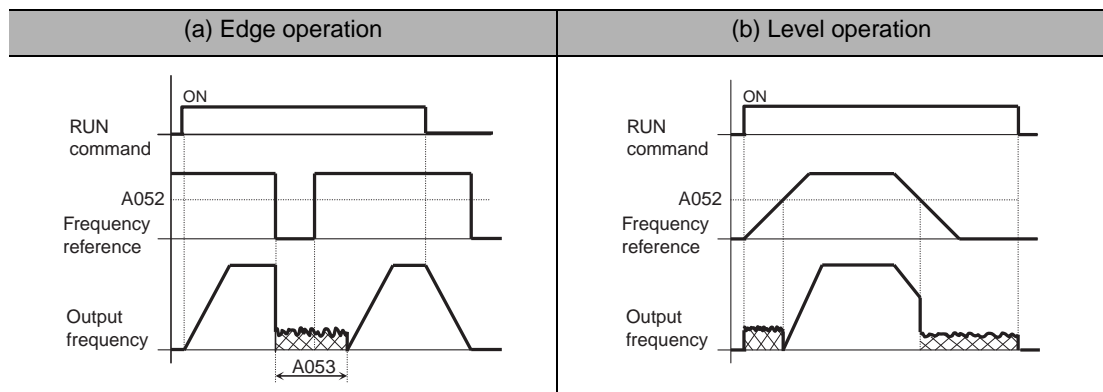 (a) Edge operation
(b) Level operation
ON
RUN
command
A052
Frequency
reference
Output
frequency
A053
ON
RUN
command
A052
Frequency
reference
Output
frequency